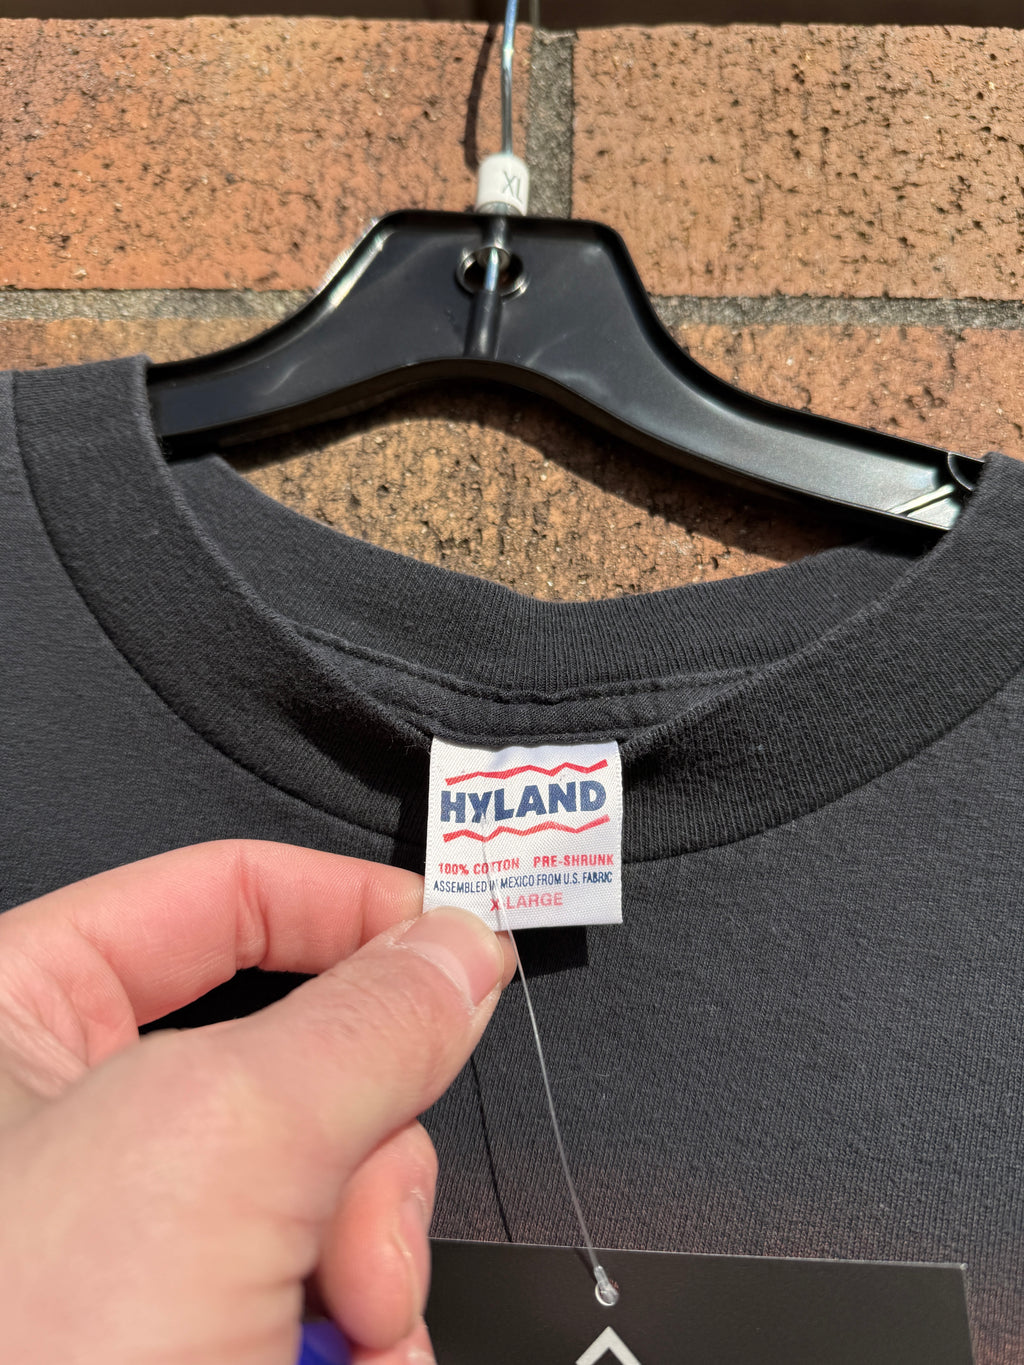 XL
HYLAND
100% COTTON PRE-SHRUNK
ASSEMBLED IN MEXICO FROM U.S. FABRIC
X-LARGE